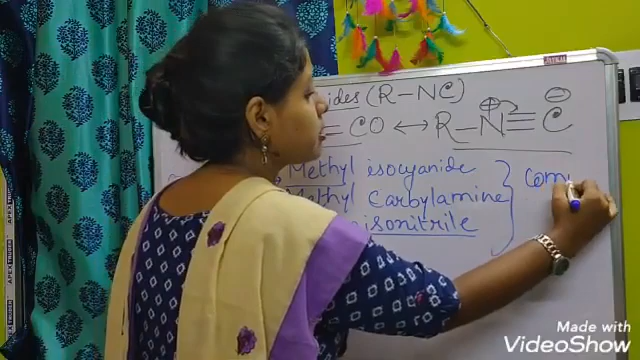 ides (R-NC)
CO ↔ R-N≡C
Methyl isocyanide
Methyl Carbylamine
isonitrile
com
Made with
VideoShow